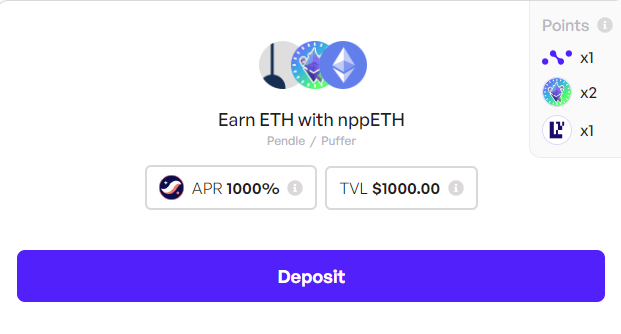 Points
x1
x2
x1
Earn ETH with nppETH
Pendle / Puffer
APR 1000%
TVL $1000.00
Deposit